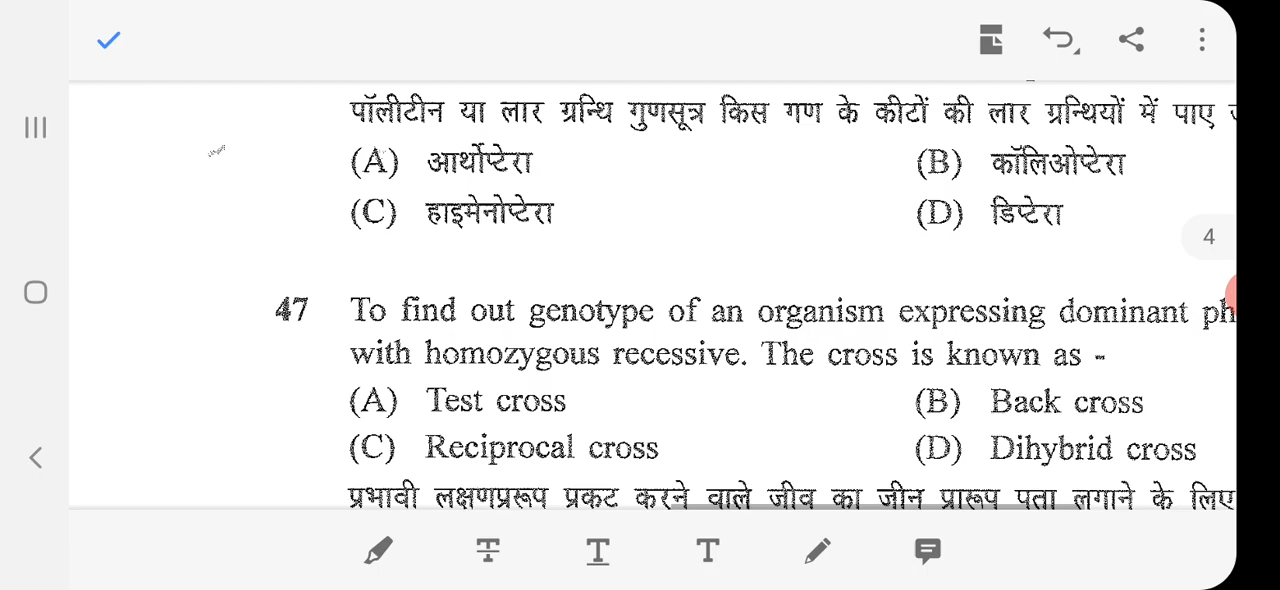 पॉलीटीन या लार ग्रन्थि गुणसूत्र किस गण के कीटों की लार ग्रन्थियों में पाए
(A) आर्थोप्टेरा (B) कॉलिओप्टेरा
(C) हाइमेनोप्टेरा (D) डिप्टेरा
4
47 To find out genotype of an organism expressing dominant ph
with homozygous recessive. The cross is known as -
(A) Test cross (B) Back cross
(C) Reciprocal cross (D) Dihybrid cross
प्रभावी लक्षणप्ररूप प्रकट करने वाले जीव का जीन प्रारूप पता लगाने के लिए